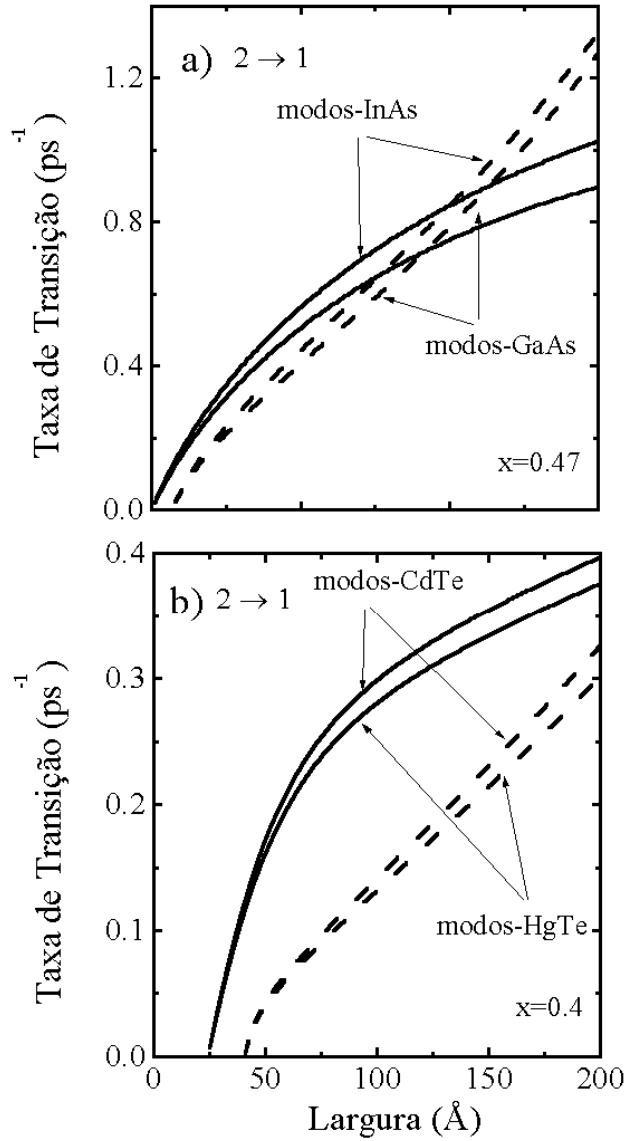 a) 2 → 1
modos-InAs
modos-GaAs
x=0.47
1.2
0.8
0.4
0.0
Taxa de Transição (ps⁻¹)
b) 2 → 1
modos-CdTe
modos-HgTe
x=0.4
0.4
0.3
0.2
0.1
0.0
Taxa de Transição (ps⁻¹)
0 50 100 150 200
Largura (Å)